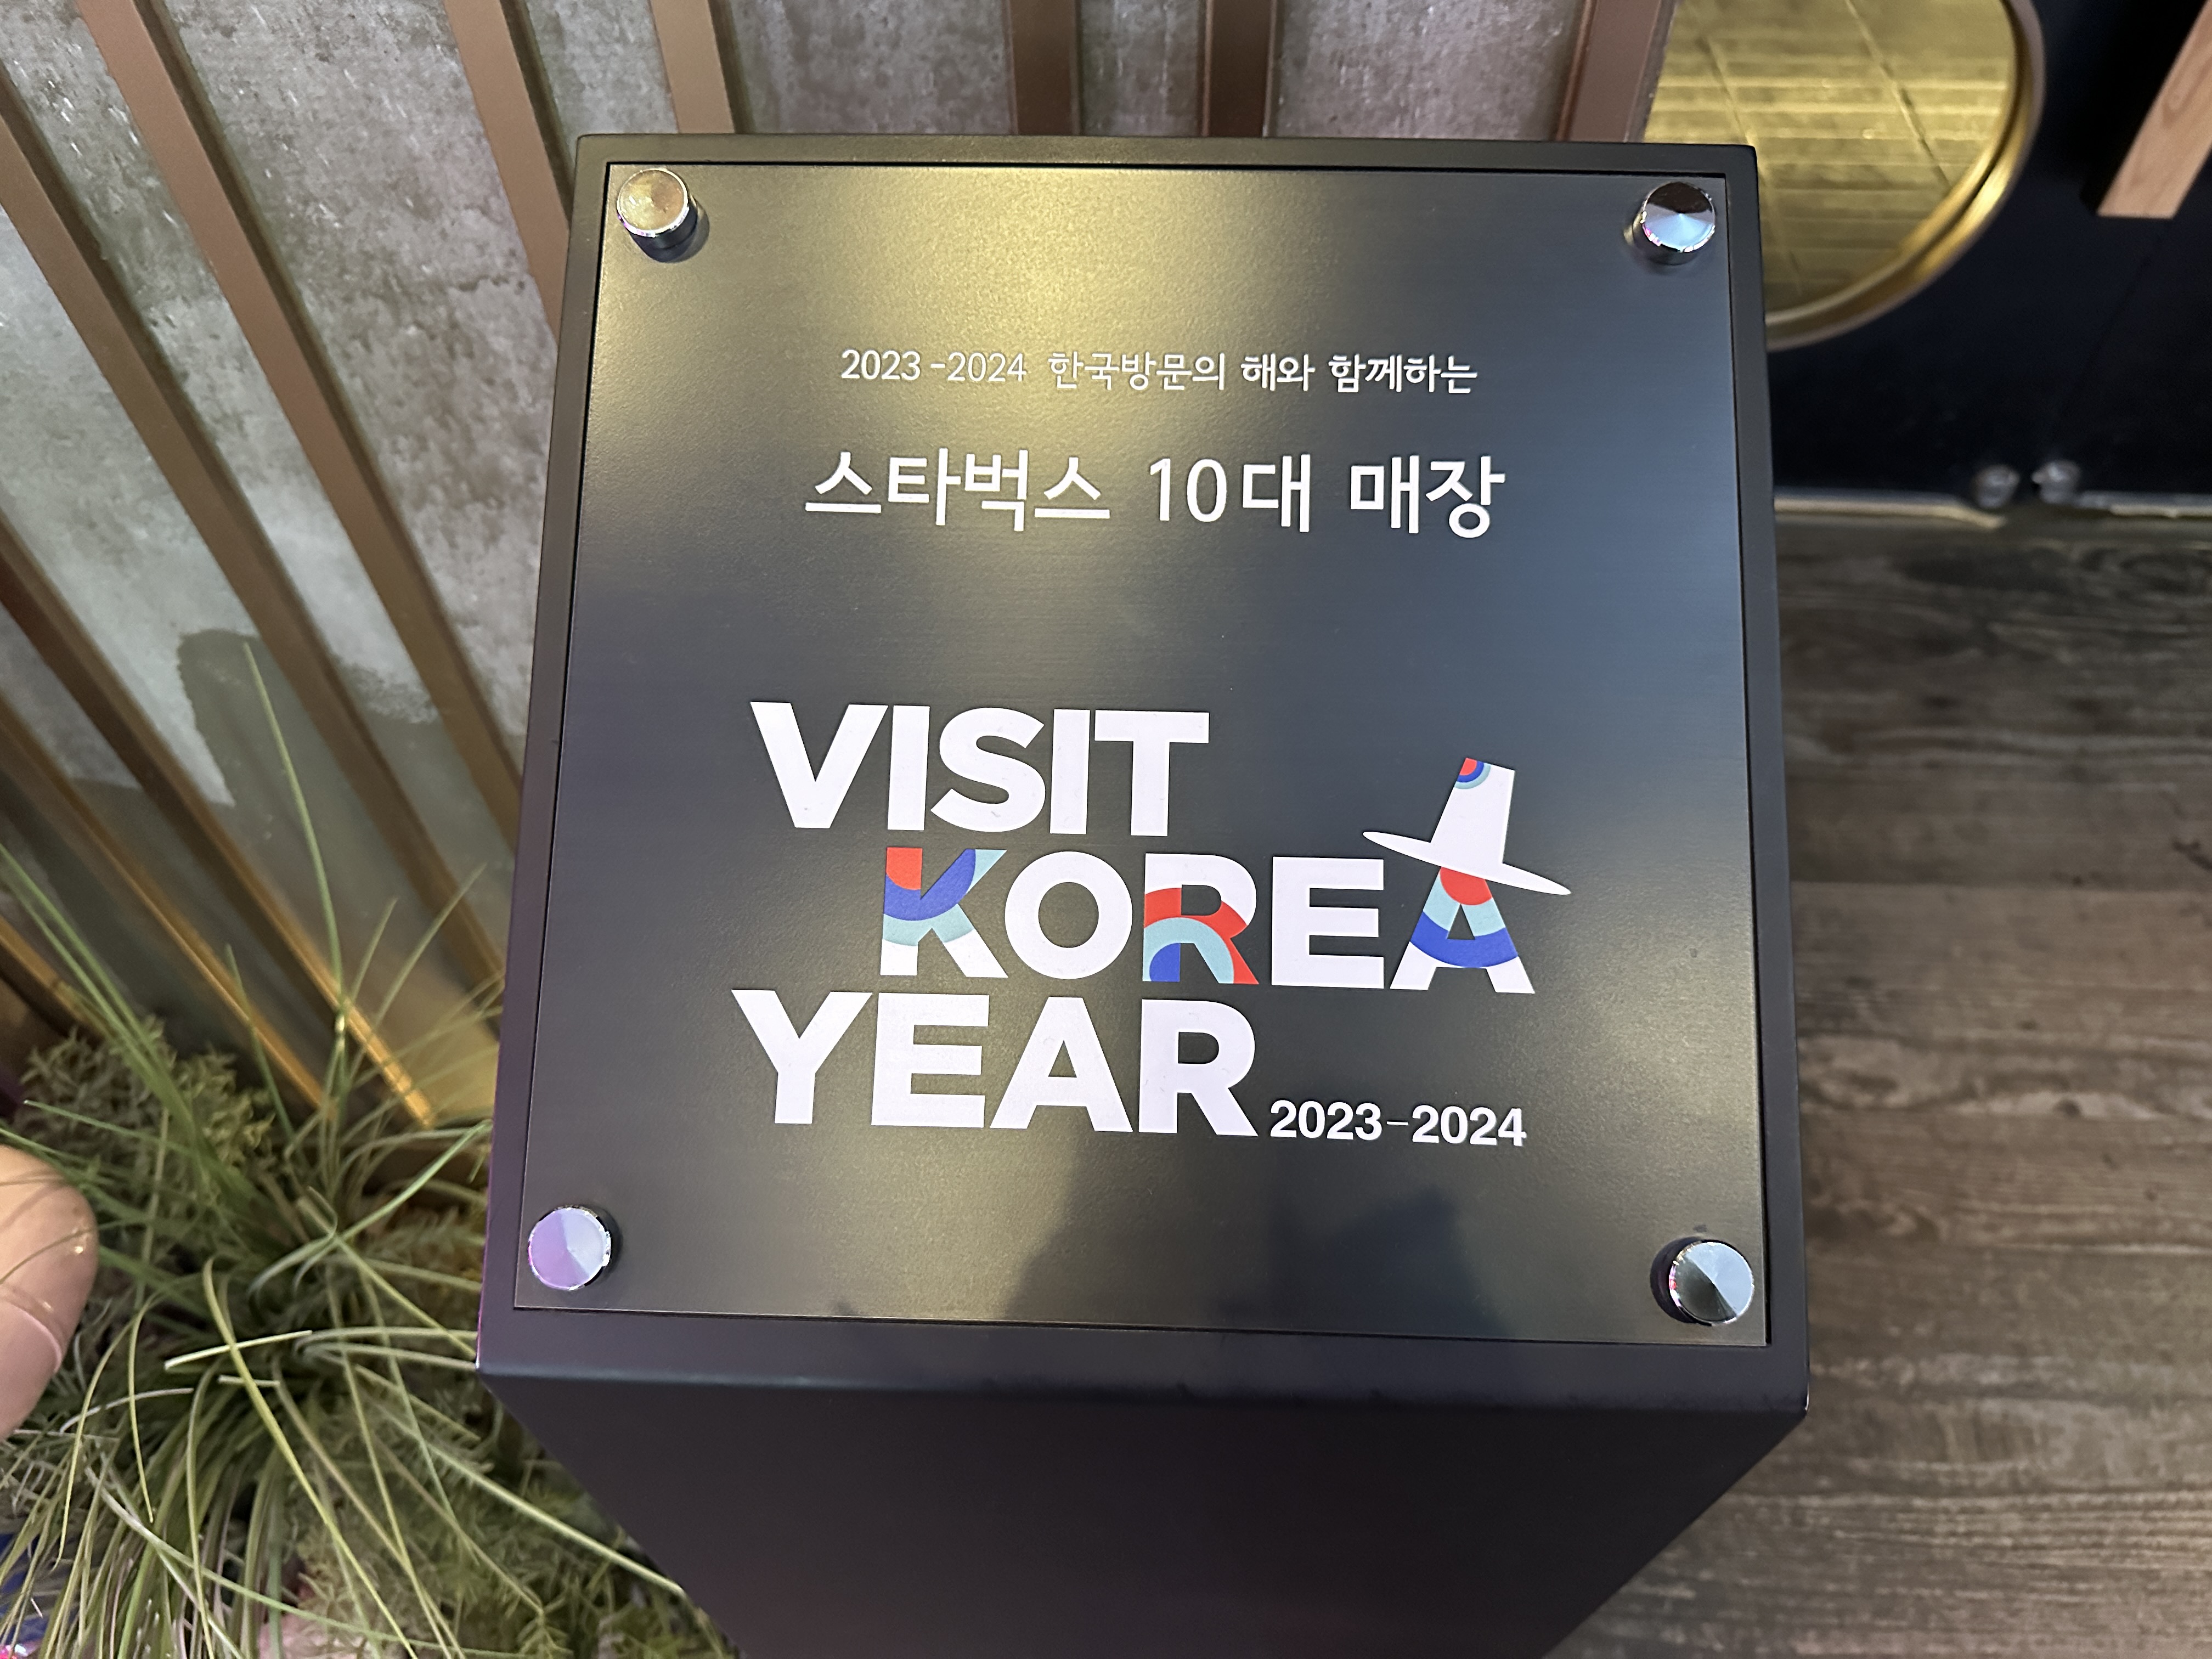 2023-2024 한국방문의 해와 함께하는
스타벅스 10대 매장
VISIT
KOREA
YEAR 2023-2024